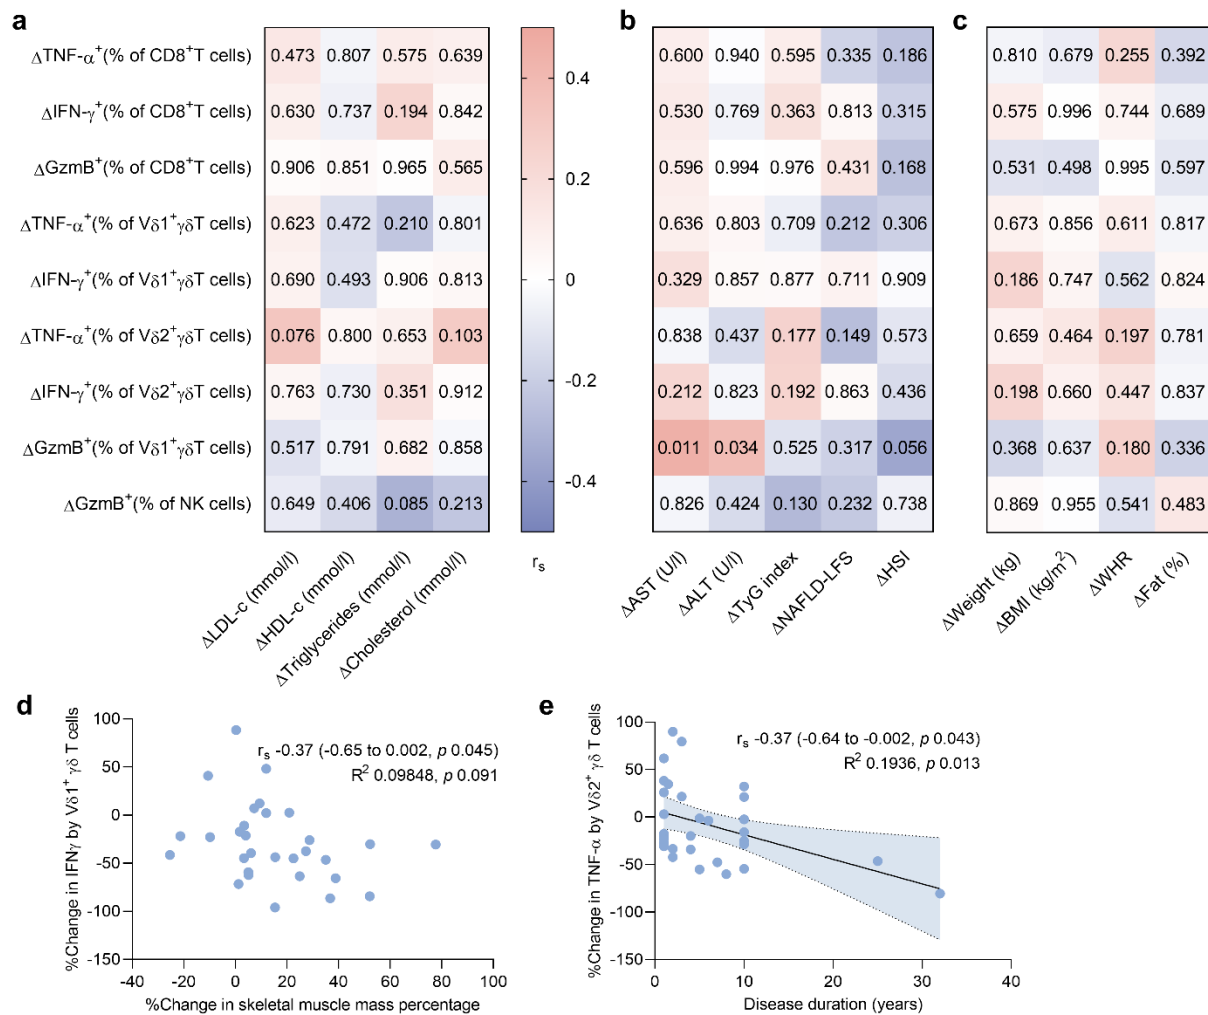 a
b
c
ΔTNF-α⁺(% of CD8⁺T cells) 0.473 0.807 0.575 0.639 0.600 0.940 0.595 0.335 0.186 0.810 0.679 0.255 0.392
ΔIFN-γ⁺(% of CD8⁺T cells) 0.630 0.737 0.194 0.842 0.530 0.769 0.363 0.813 0.315 0.575 0.996 0.744 0.689
ΔGzmB⁺(% of CD8⁺T cells) 0.906 0.851 0.965 0.565 0.596 0.994 0.976 0.431 0.168 0.531 0.498 0.995 0.597
ΔTNF-α⁺(% of Vδ1⁺γδT cells) 0.623 0.472 0.210 0.801 0.636 0.803 0.709 0.212 0.306 0.673 0.856 0.611 0.817
ΔIFN-γ⁺(% of Vδ1⁺γδT cells) 0.690 0.493 0.906 0.813 0.329 0.857 0.877 0.711 0.909 0.186 0.747 0.562 0.824
ΔTNF-α⁺(% of Vδ2⁺γδT cells) 0.076 0.800 0.653 0.103 0.838 0.437 0.177 0.149 0.573 0.659 0.464 0.197 0.781
ΔIFN-γ⁺(% of Vδ2⁺γδT cells) 0.763 0.730 0.351 0.912 0.212 0.823 0.192 0.863 0.436 0.198 0.660 0.447 0.837
ΔGzmB⁺(% of Vδ1⁺γδT cells) 0.517 0.791 0.682 0.858 0.011 0.034 0.525 0.317 0.056 0.368 0.637 0.180 0.336
ΔGzmB⁺(% of NK cells) 0.649 0.406 0.085 0.213 0.826 0.424 0.130 0.232 0.738 0.869 0.955 0.541 0.483
0.4
0.2
0
-0.2
-0.4
rₛ
ΔLDL-c (mmol/l)
ΔHDL-c (mmol/l)
ΔTriglycerides (mmol/l)
ΔCholesterol (mmol/l)
ΔAST (U/l)
ΔALT (U/l)
ΔTyG index
ΔNAFLD-LFS
ΔHSI
ΔWeight (kg)
ΔBMI (kg/m²)
ΔWHR
ΔFat (%)
d
%Change in IFNγ by Vδ1⁺ γδ T cells
100
50
0
-50
-100
-150
rₛ -0.37 (-0.65 to 0.002, p 0.045)
R² 0.09848, p 0.091
-40 -20 0 20 40 60 80 100
%Change in skeletal muscle mass percentage
e
%Change in TNF-α by Vδ2⁺ γδ T cells
100
50
0
-50
-100
-150
rₛ -0.37 (-0.64 to -0.002, p 0.043)
R² 0.1936, p 0.013
0 10 20 30 40
Disease duration (years)